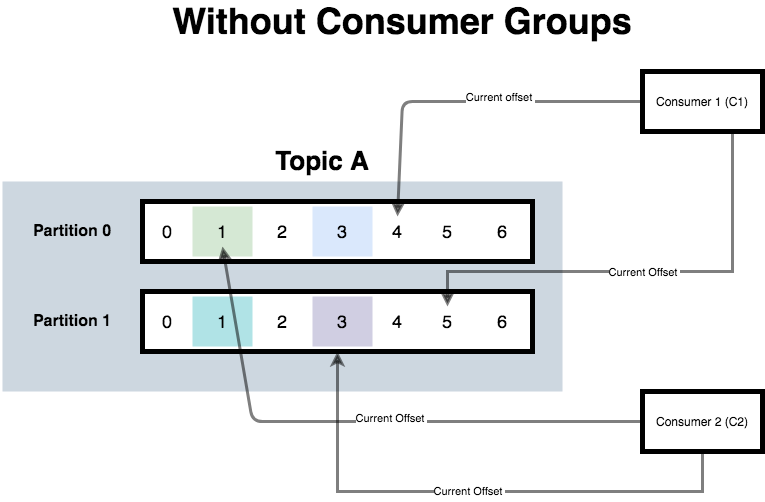 Without Consumer Groups
Current offset
Consumer 1 (C1)
Topic A
Partition 0
0 1 2 3 4 5 6
Current Offset
Partition 1
0 1 2 3 4 5 6
Current Offset
Consumer 2 (C2)
Current Offset